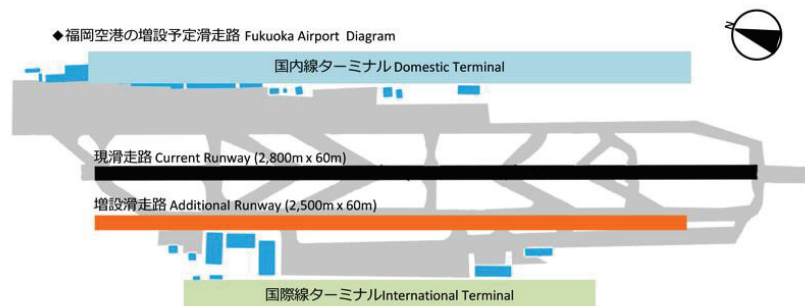 ◆福岡空港の増設予定滑走路 Fukuoka Airport Diagram
N
国内線ターミナル Domestic Terminal
現滑走路 Current Runway (2,800m x 60m)
増設滑走路 Additional Runway (2,500m x 60m)
国際線ターミナルInternational Terminal